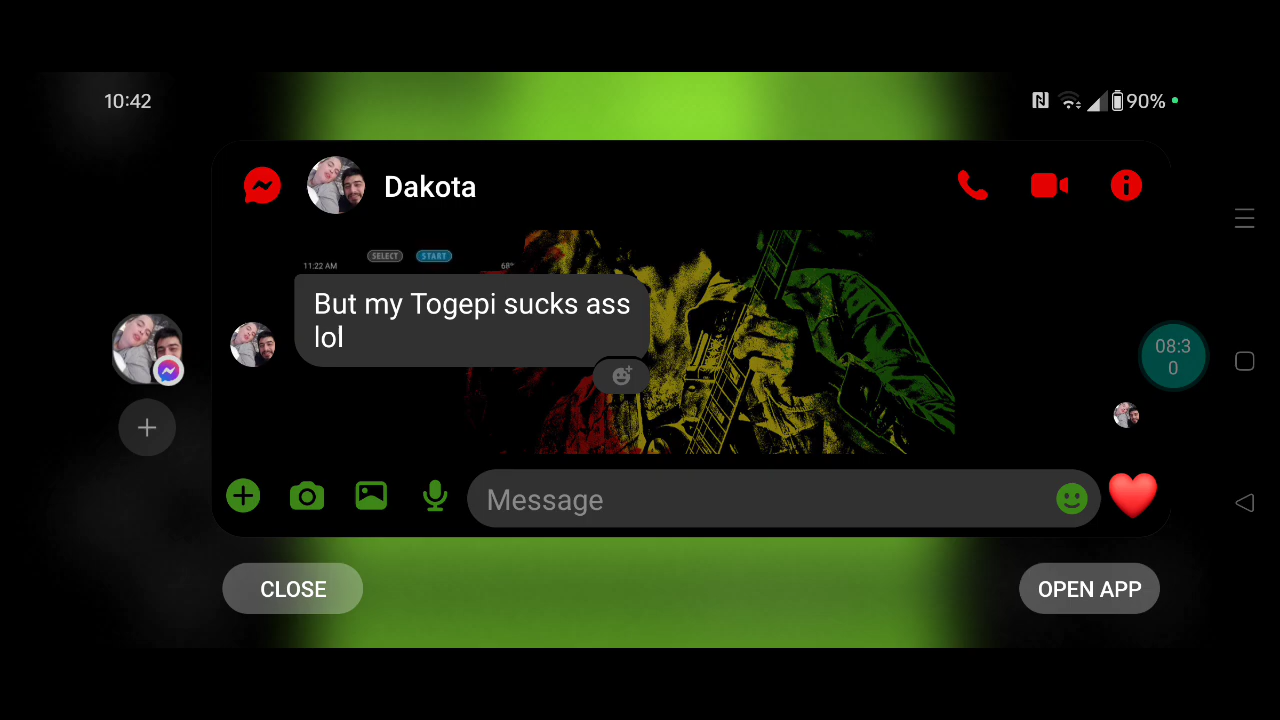 10:42
90%
Dakota
SELECT START
11:22 AM 68°
But my Togepi sucks ass
lol
08:3
0
Message
CLOSE
OPEN APP